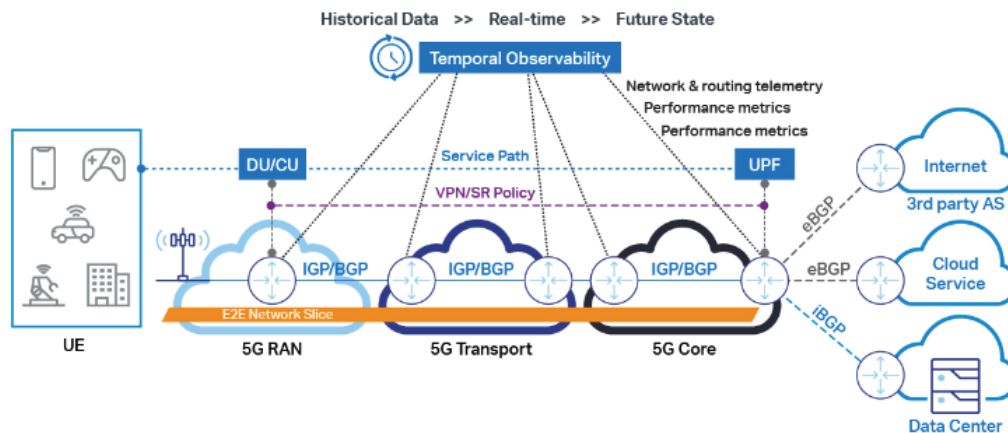 Historical Data >> Real-time >> Future State
Temporal Observability
Network & routing telemetry
Performance metrics
Performance metrics
DU/CU
Service Path
UPF
VPN/SR Policy
IGP/BGP
IGP/BGP
IGP/BGP
E2E Network Slice
UE
5G RAN
5G Transport
5G Core
eBGP
Internet
3rd party AS
eBGP
Cloud
Service
iBGP
Data Center